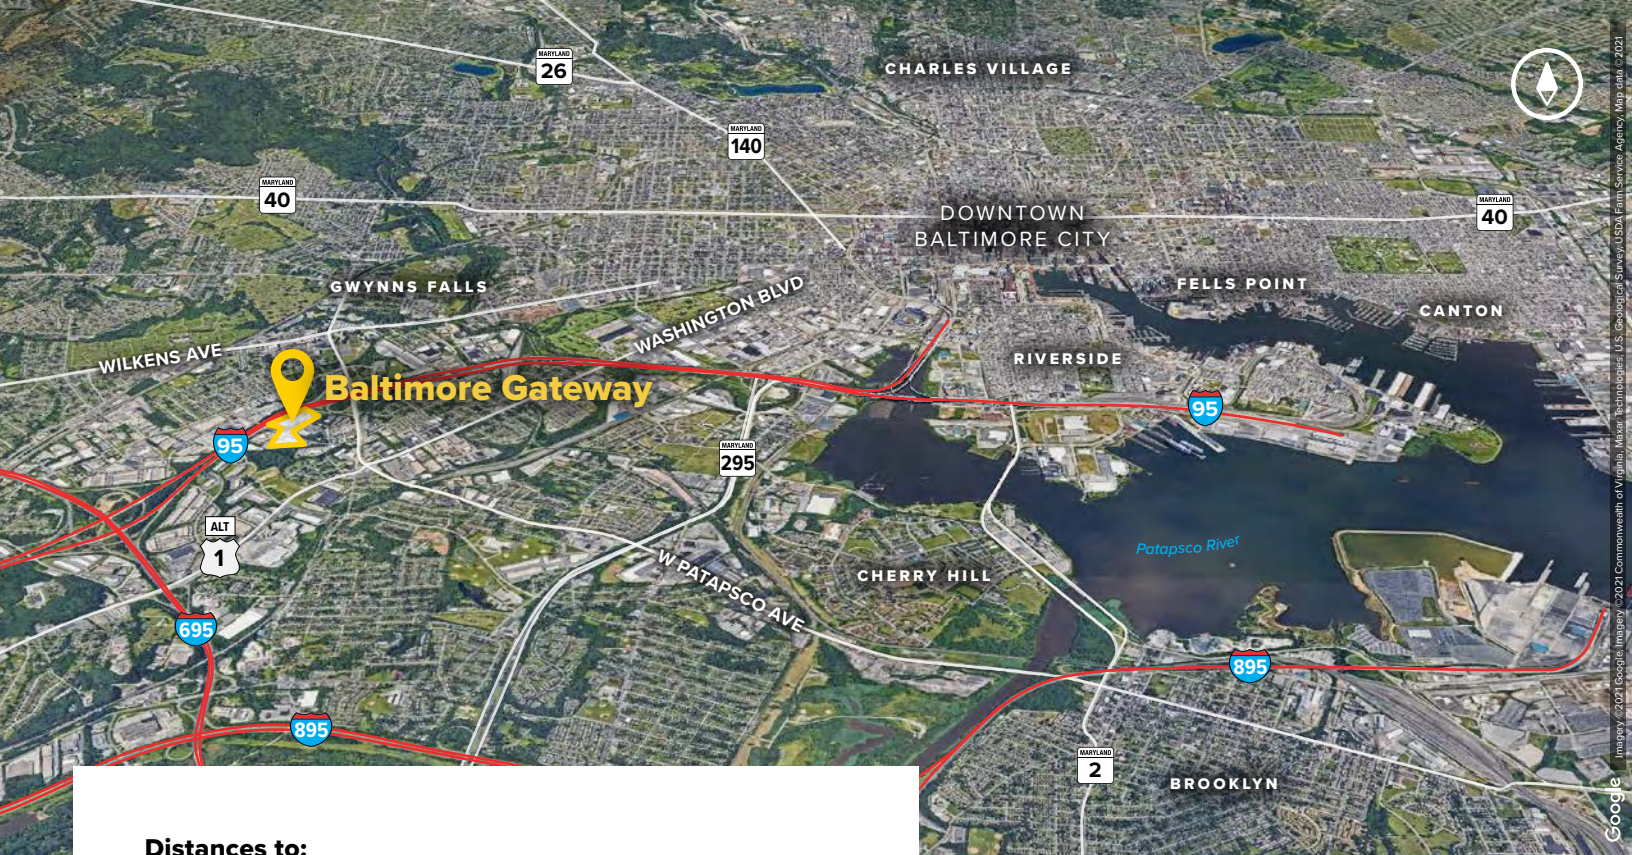 MARYLAND
26
CHARLES VILLAGE
MARYLAND
140
MARYLAND
40
MARYLAND
40
DOWNTOWN
BALTIMORE CITY
GWYNNS FALLS
FELLS POINT
CANTON
WASHINGTON BLVD
WILKENS AVE
RIVERSIDE
Baltimore Gateway
95
95
MARYLAND
295
ALT
1
Patapsco River
W PATAPSCO AVE
CHERRY HILL
695
895
895
MARYLAND
2
BROOKLYN
Distances to:
Imagery ©2021 Google, Imagery ©2021 Commonwealth of Virginia, Maxar Technologies, U.S. Geological Survey, USDA Farm Service Agency, Map data ©2021
Google